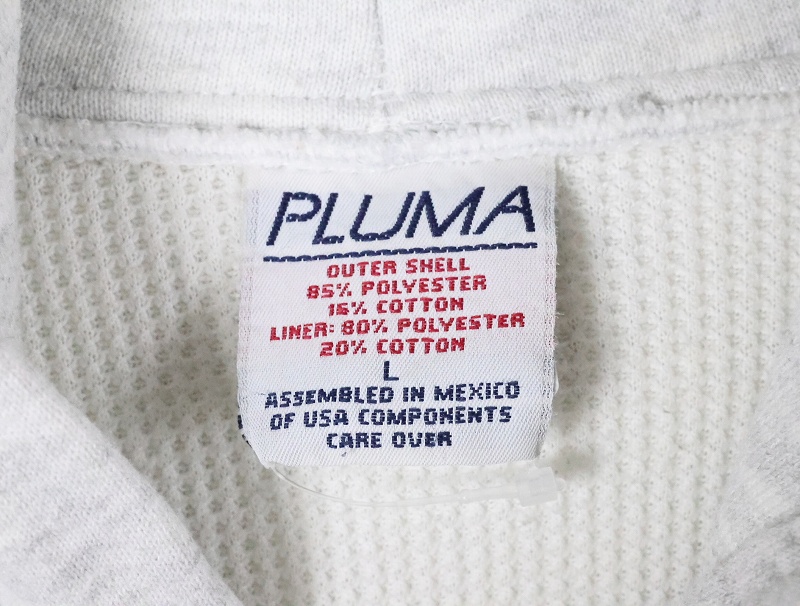 PLUMA
OUTER SHELL
85% POLYESTER
15% COTTON
LINER: 80% POLYESTER
20% COTTON
L
ASSEMBLED IN MEXICO
OF USA COMPONENTS
CARE OVER